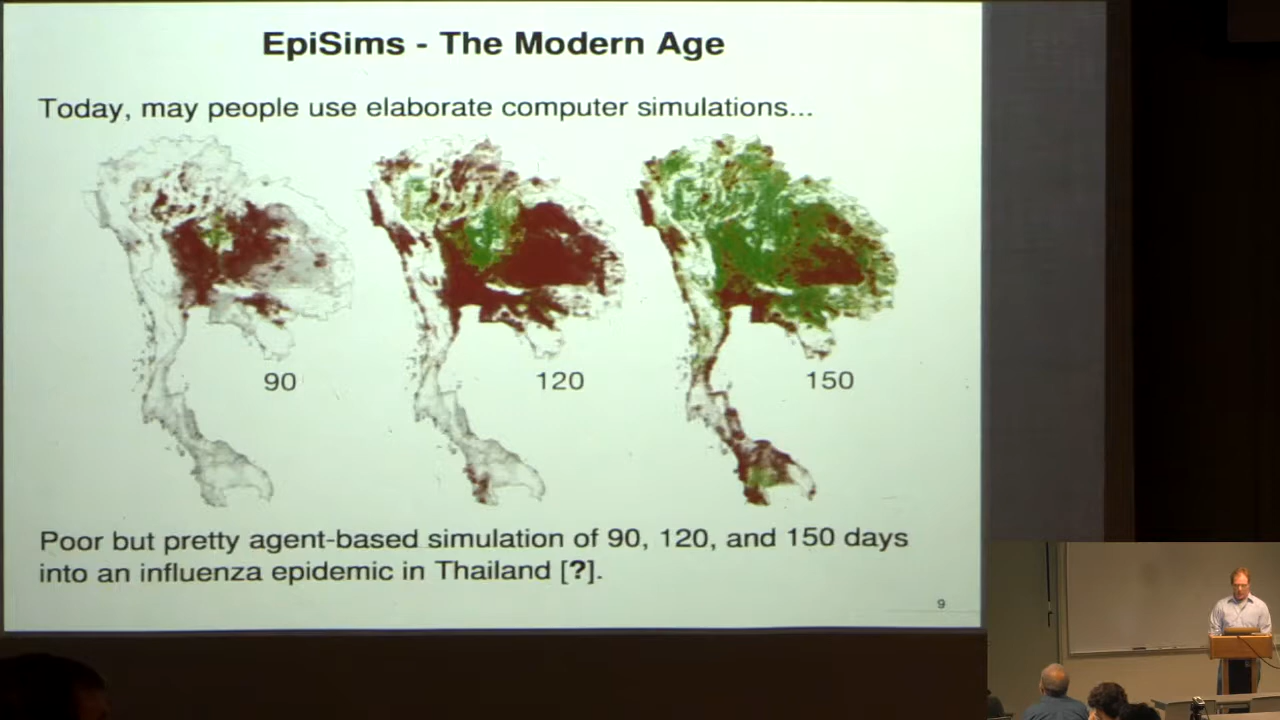 EpiSims - The Modern Age
Today, may people use elaborate computer simulations...
90
120
150
Poor but pretty agent-based simulation of 90, 120, and 150 days
into an influenza epidemic in Thailand [?].
9